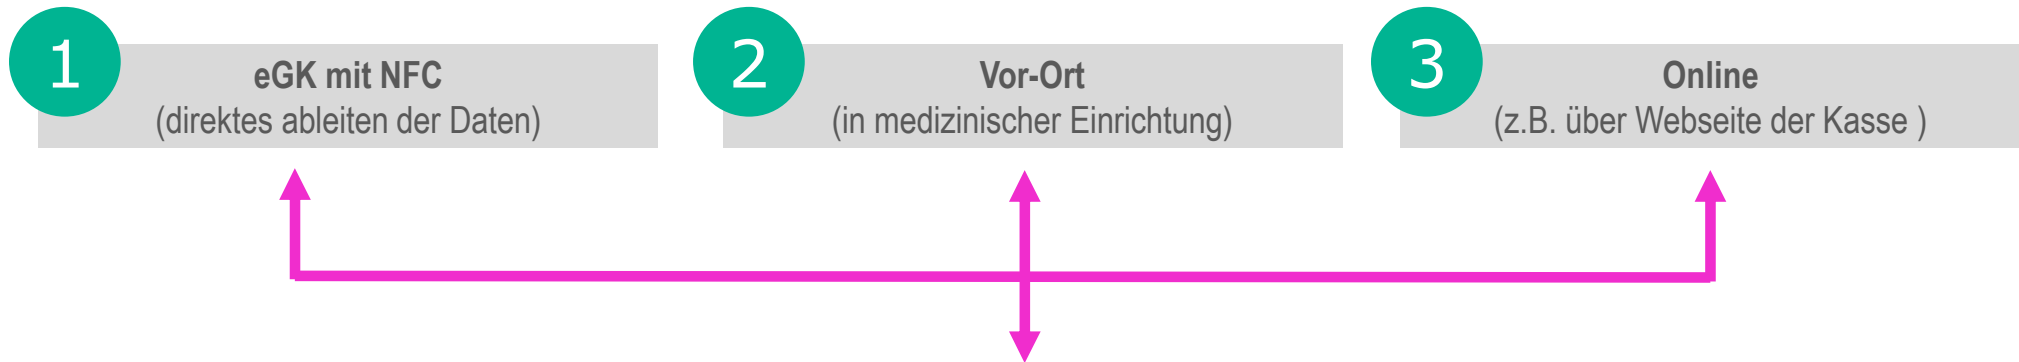 1
eGK mit NFC
(direktes ableiten der Daten)
2
Vor-Ort
(in medizinischer Einrichtung)
3
Online
(z.B. über Webseite der Kasse )